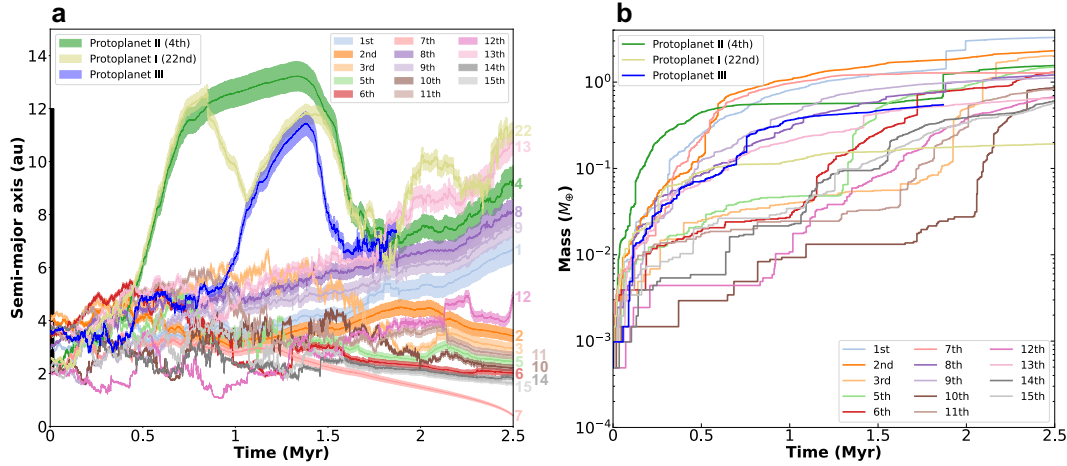 a
14
12
10
8
6
4
2
0
Semi-major axis (au)
Protoplanet II (4th)
Protoplanet I (22nd)
Protoplanet III
1st
2nd
3rd
5th
6th
7th
8th
9th
10th
11th
12th
13th
14th
15th
22
13
4
8
9
1
12
2
3
5
11
10
6
14
15
7
0
0.5
1
1.5
2
2.5
Time (Myr)
b
10⁰
10⁻¹
10⁻²
10⁻³
10⁻⁴
Mass (M⊕)
Protoplanet II (4th)
Protoplanet I (22nd)
Protoplanet III
1st
2nd
3rd
5th
6th
7th
8th
9th
10th
11th
12th
13th
14th
15th
0
0.5
1
1.5
2
2.5
Time (Myr)